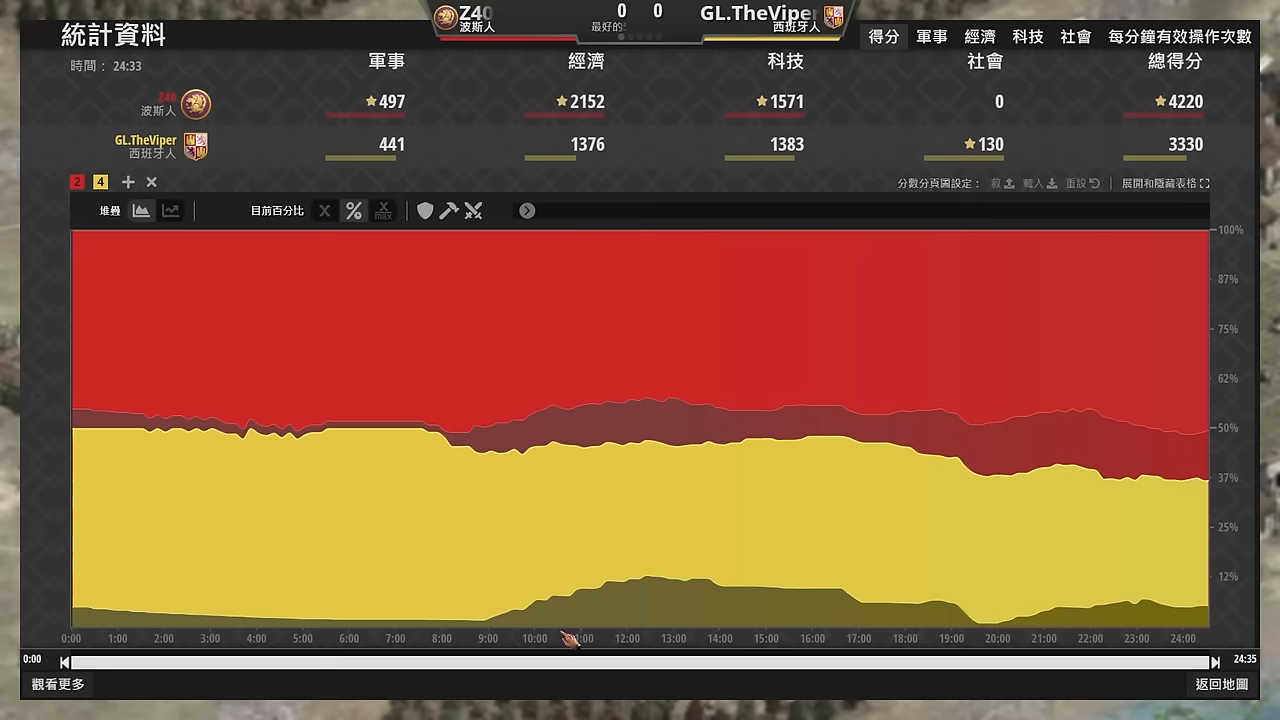 統計資料
Z40
波斯人
0 0
最好的
GL.TheViper
西班牙人
得分 軍事 經濟 科技 社會 每分鐘有效操作次數
時間： 24:33
軍事 經濟 科技 社會 總得分
Z40
波斯人
497 2152 1571 0 4220
GL.TheViper
西班牙人
441 1376 1383 130 3330
2 4
分數分頁圖設定： 載入 重設 展開和隱藏表格
堆疊 目前百分比 X % X max
100%
87%
75%
62%
50%
37%
25%
12%
0:00 1:00 2:00 3:00 4:00 5:00 6:00 7:00 8:00 9:00 10:00 11:00 12:00 13:00 14:00 15:00 16:00 17:00 18:00 19:00 20:00 21:00 22:00 23:00 24:00
0:00 24:35
觀看更多 返回地圖